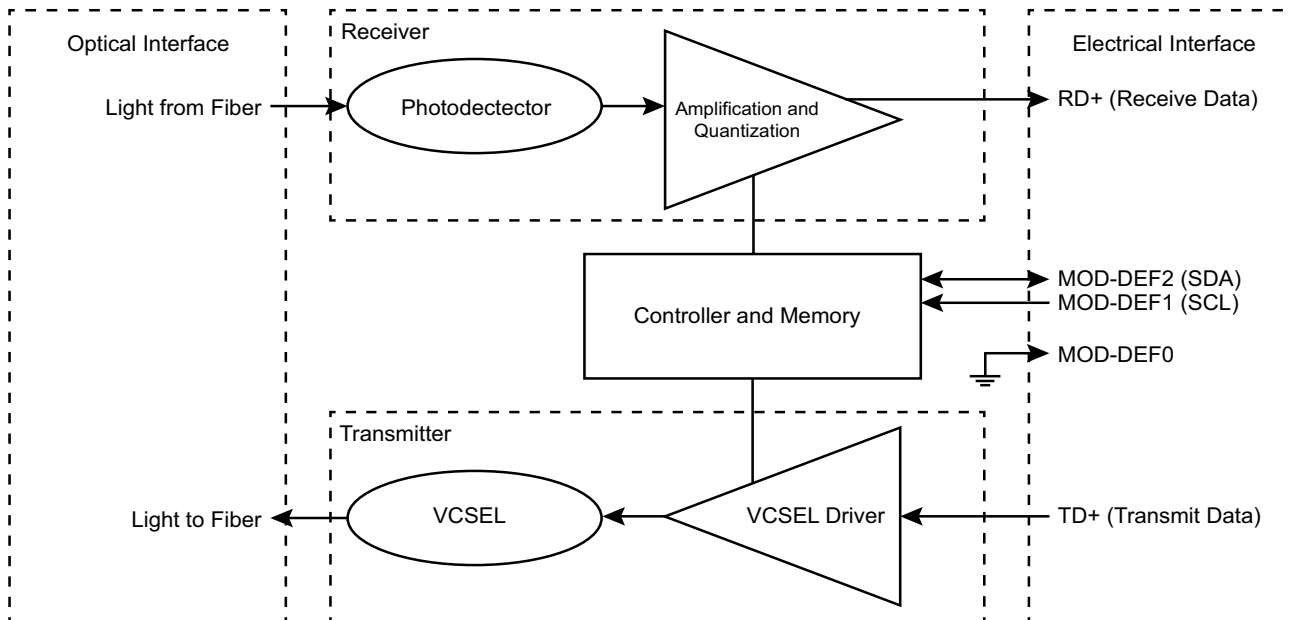 Optical Interface
Receiver
Electrical Interface
Light from Fiber
Photodectector
Amplification and
Quantization
RD+ (Receive Data)
Controller and Memory
MOD-DEF2 (SDA)
MOD-DEF1 (SCL)
MOD-DEF0
Transmitter
Light to Fiber
VCSEL
VCSEL Driver
TD+ (Transmit Data)